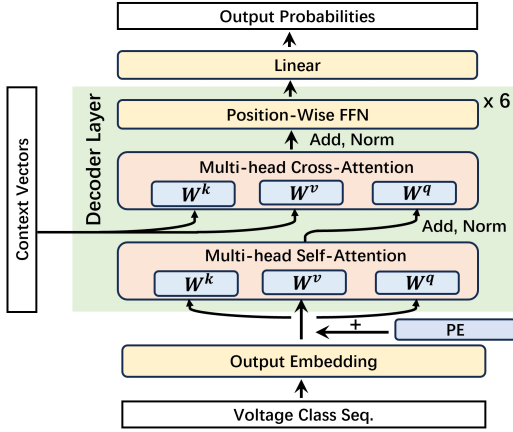 Output Probabilities
Linear
x 6
Position-Wise FFN
Add, Norm
Decoder Layer
Context Vectors
Multi-head Cross-Attention
W^k W^v W^q
Add, Norm
Multi-head Self-Attention
W^k W^v W^q
+
PE
Output Embedding
Voltage Class Seq.